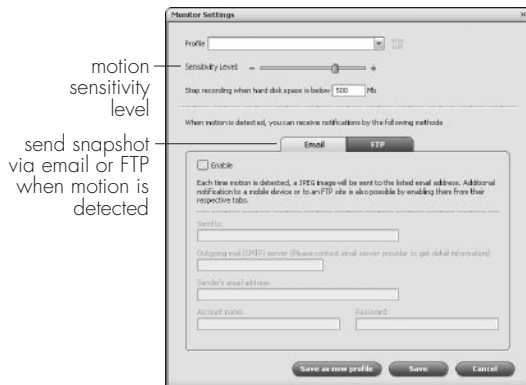 Monitor Settings
Profile
motion
sensitivity
level
Sensitivity Level: - +
Stop recording when hard disk space is below 500 Mb
When motion is detected, you can receive notifications by the following methods
send snapshot
via email or FTP
when motion is
detected
Email FTP
Enable
Each time motion is detected, a JPEG image will be sent to the listed email address. Additional
notification to a mobile device or to an FTP site is also possible by enabling them from their
respective tabs.
Send to
Outgoing mail (SMTP) server (Please contact email server provider to get detail information)
Sender's email address
Account name Password
Save as new profile Save Cancel